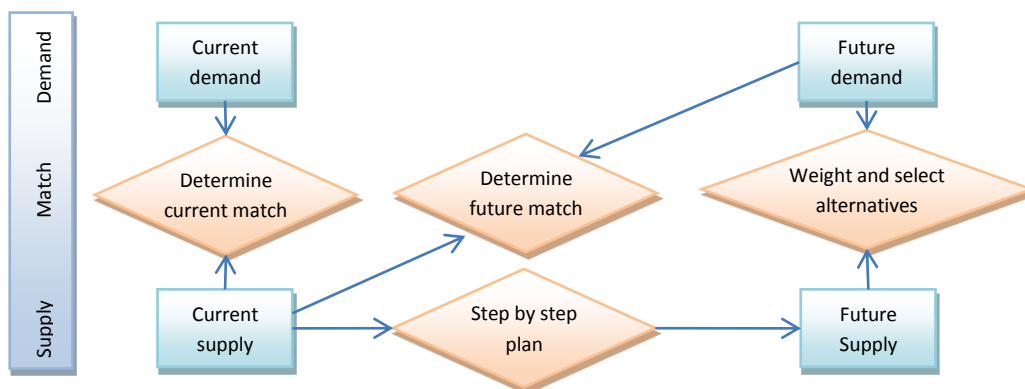 Demand
Match
Supply
Current
demand
Future
demand
Determine
current match
Determine
future match
Weight and select
alternatives
Current
supply
Step by step
plan
Future
Supply